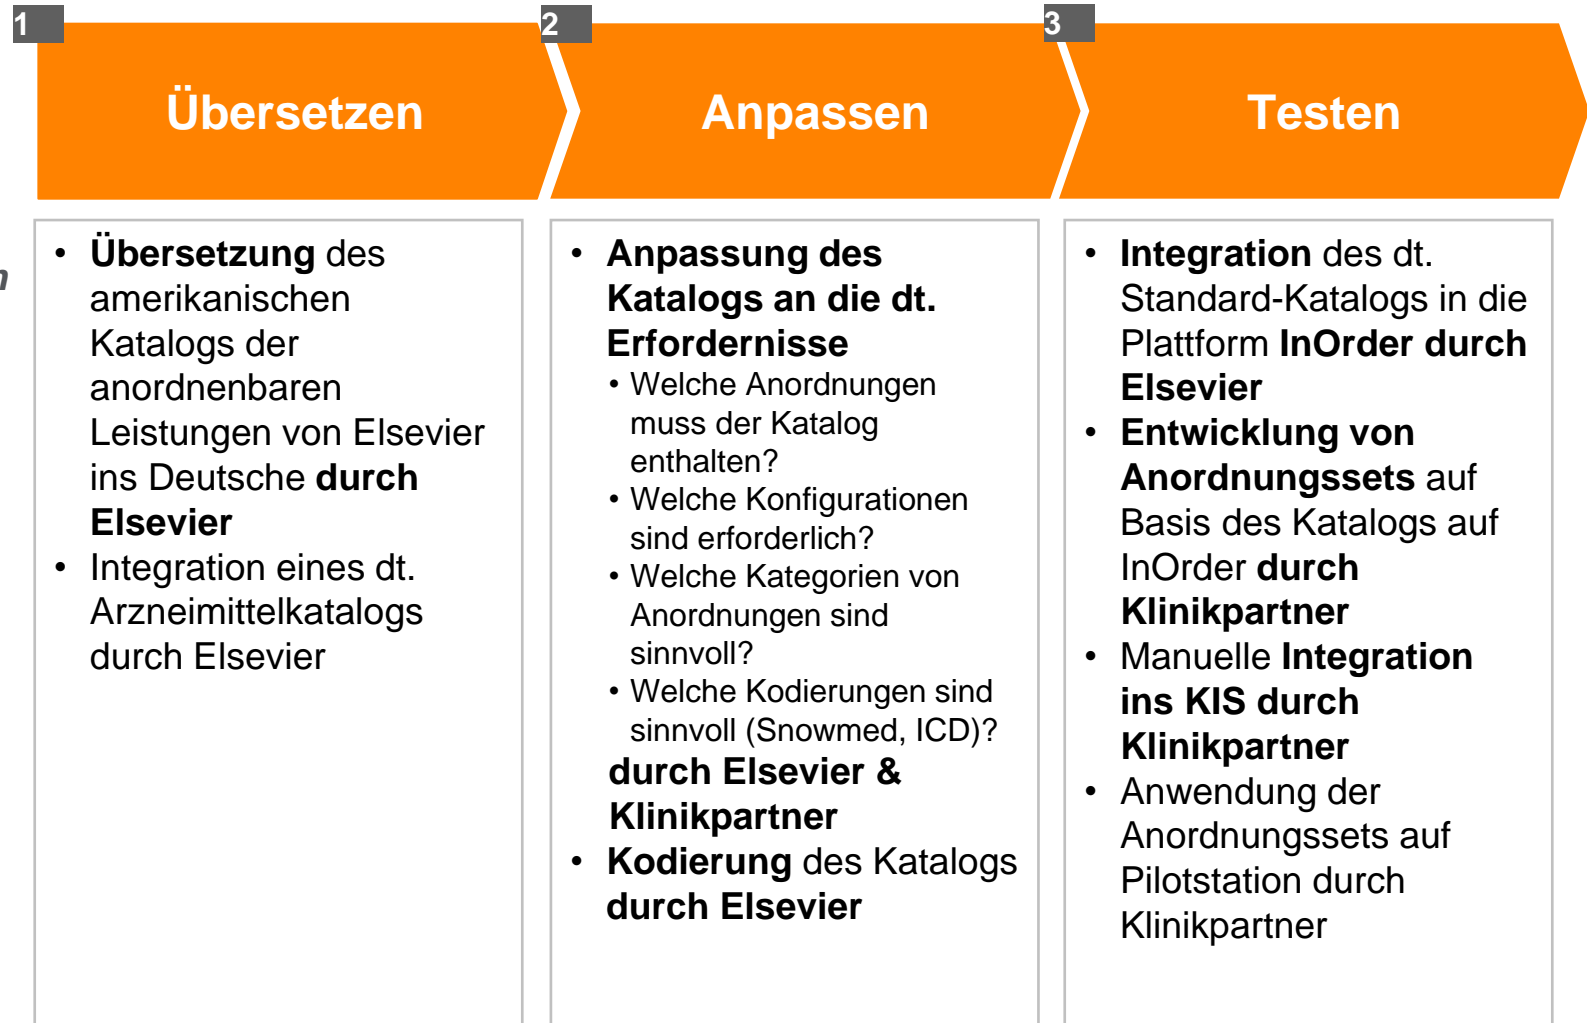 1
Übersetzen
2
Anpassen
3
Testen
n
• Übersetzung des
amerikanischen
Katalogs der
anordnenbaren
Leistungen von Elsevier
ins Deutsche durch
Elsevier
• Integration eines dt.
Arzneimittelkatalogs
durch Elsevier
• Anpassung des
Katalogs an die dt.
Erfordernisse
• Welche Anordnungen
muss der Katalog
enthalten?
• Welche Konfigurationen
sind erforderlich?
• Welche Kategorien von
Anordnungen sind
sinnvoll?
• Welche Kodierungen sind
sinnvoll (Snowmed, ICD)?
durch Elsevier &
Klinikpartner
• Kodierung des Katalogs
durch Elsevier
• Integration des dt.
Standard-Katalogs in die
Plattform InOrder durch
Elsevier
• Entwicklung von
Anordnungssets auf
Basis des Katalogs auf
InOrder durch
Klinikpartner
• Manuelle Integration
ins KIS durch
Klinikpartner
• Anwendung der
Anordnungssets auf
Pilotstation durch
Klinikpartner